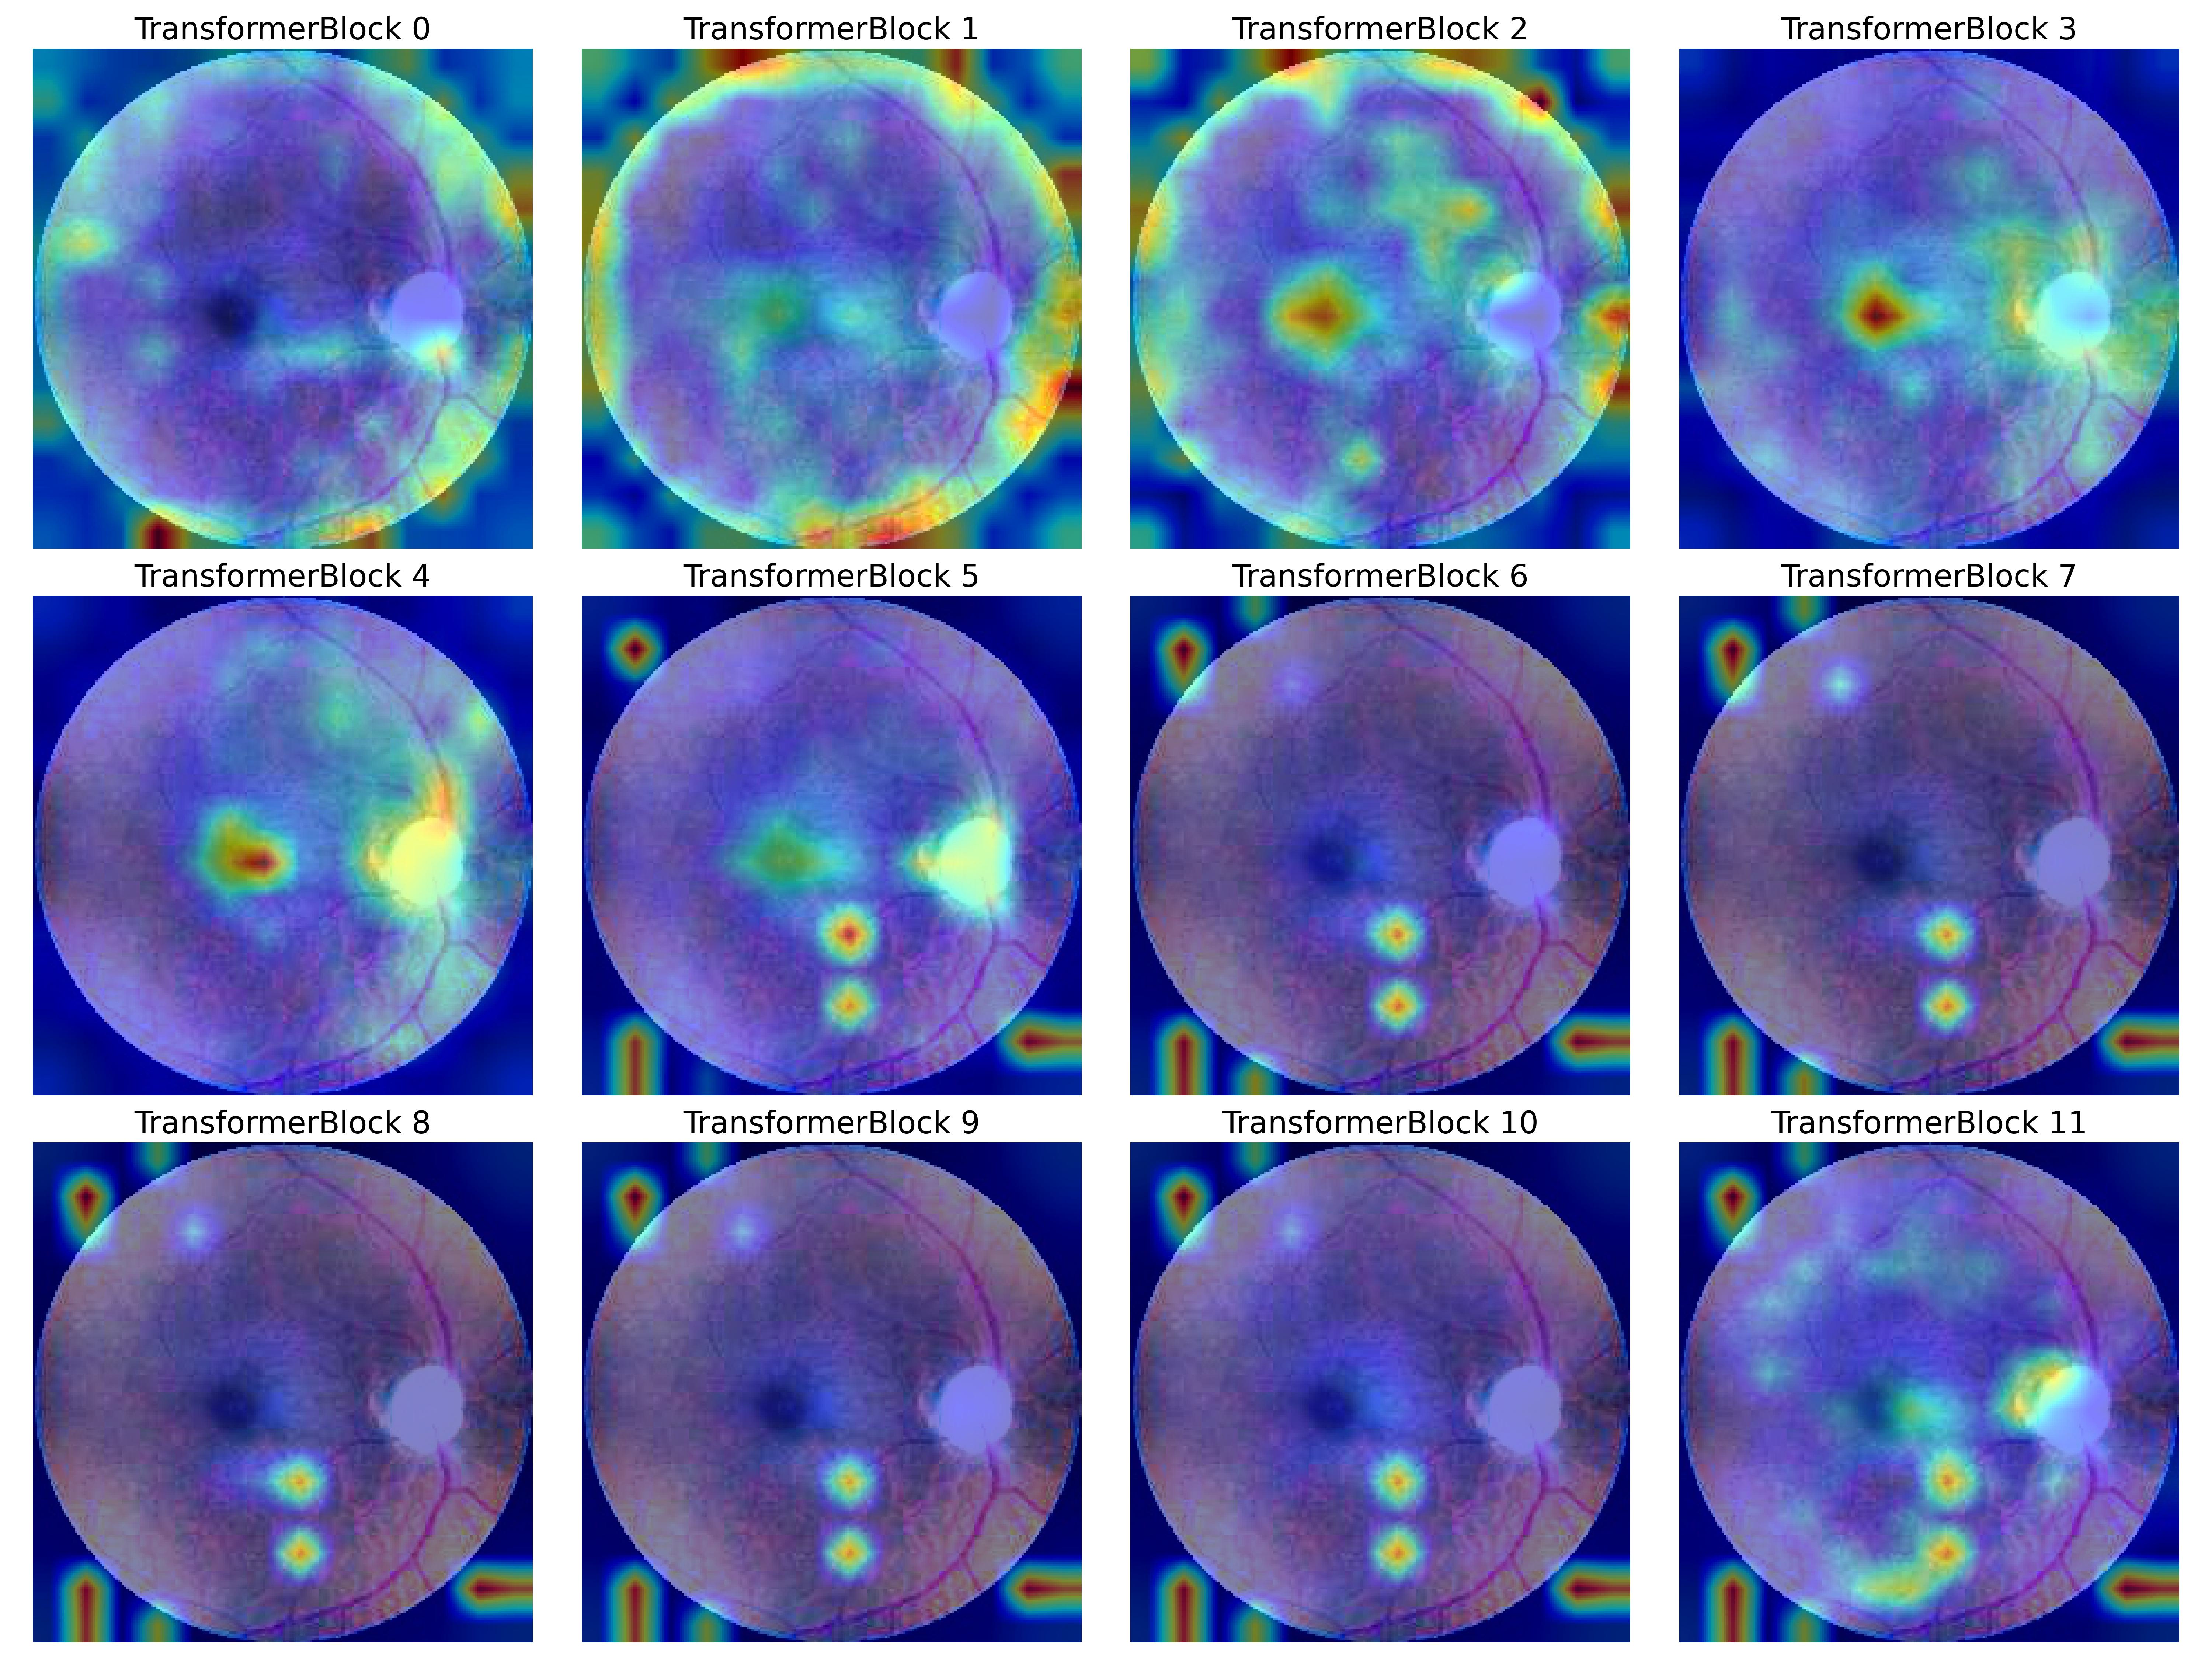 TransformerBlock 0
TransformerBlock 1
TransformerBlock 2
TransformerBlock 3
TransformerBlock 4
TransformerBlock 5
TransformerBlock 6
TransformerBlock 7
TransformerBlock 8
TransformerBlock 9
TransformerBlock 10
TransformerBlock 11